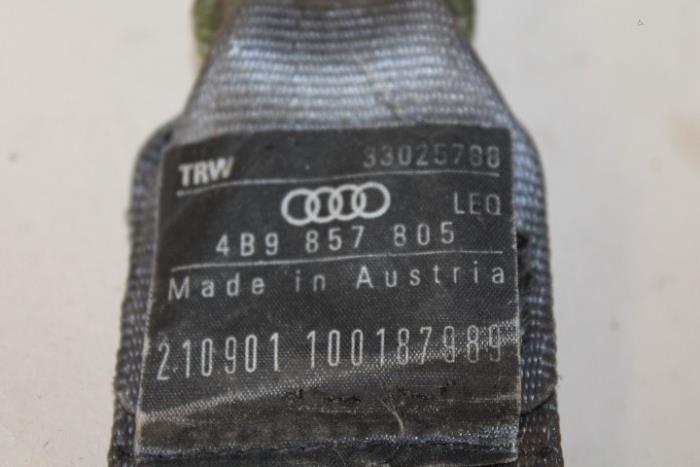 TRW 33025788
LEQ
4B9 857 805
Made in Austria
210901 100187989